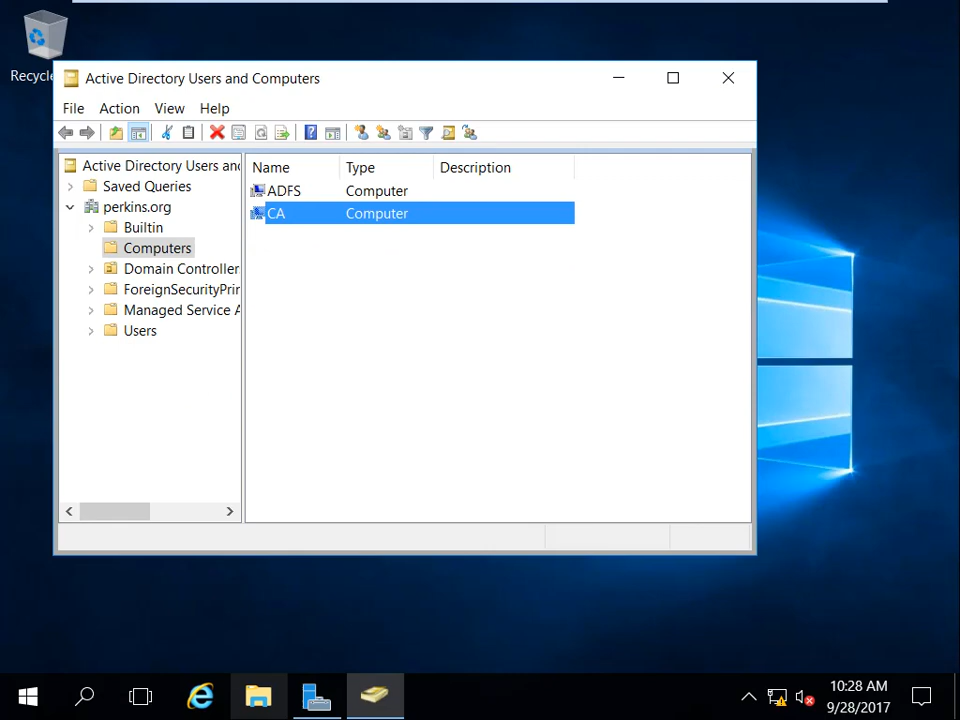 Recycle
Active Directory Users and Computers
File Action View Help
Active Directory Users and
Name Type Description
Saved Queries
ADFS Computer
perkins.org
CA Computer
Builtin
Computers
Domain Controller
ForeignSecurityPrin
Managed Service A
Users
10:28 AM
9/28/2017